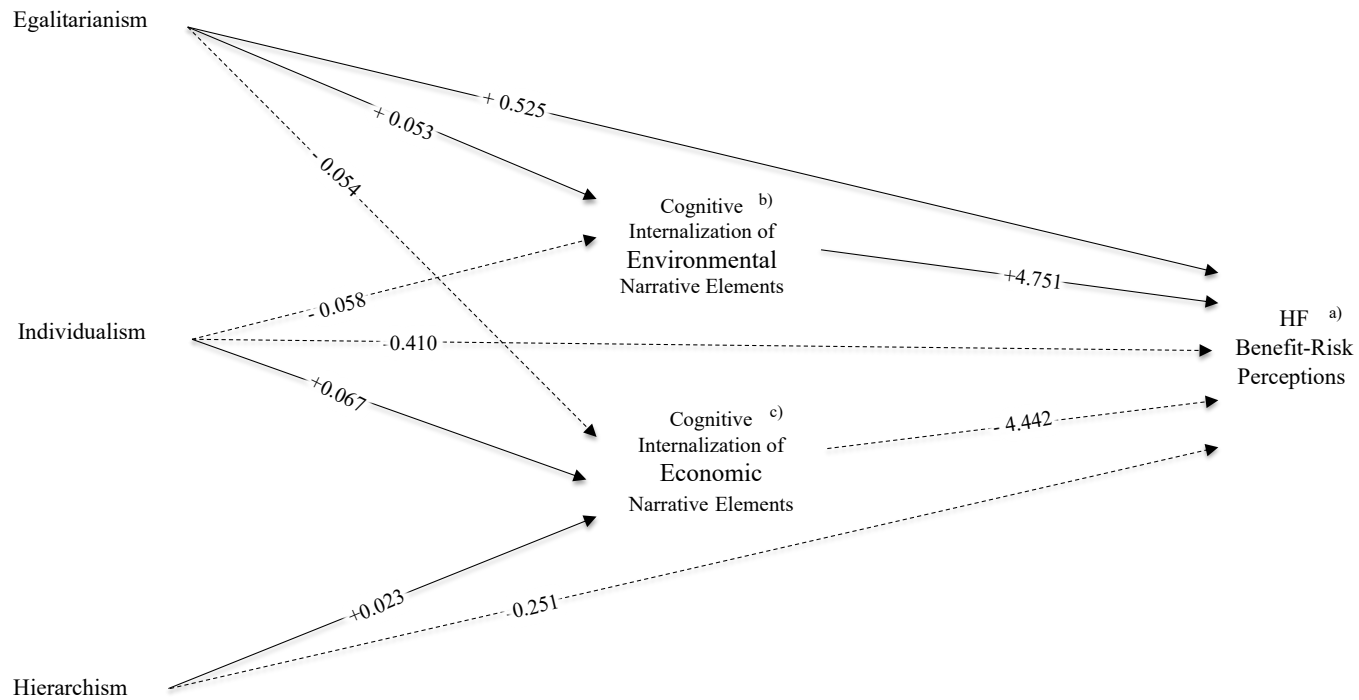 Egalitarianism
+ 0.525
+ 0.053
- 0.054
Cognitive b)
Internalization of
Environmental
Narrative Elements
+4.751
- 0.058
Individualism
- 0.410
HF a)
Benefit-Risk
Perceptions
+0.067
Cognitive c)
Internalization of
Economic
Narrative Elements
- 4.442
+0.023
- 0.251
Hierarchism